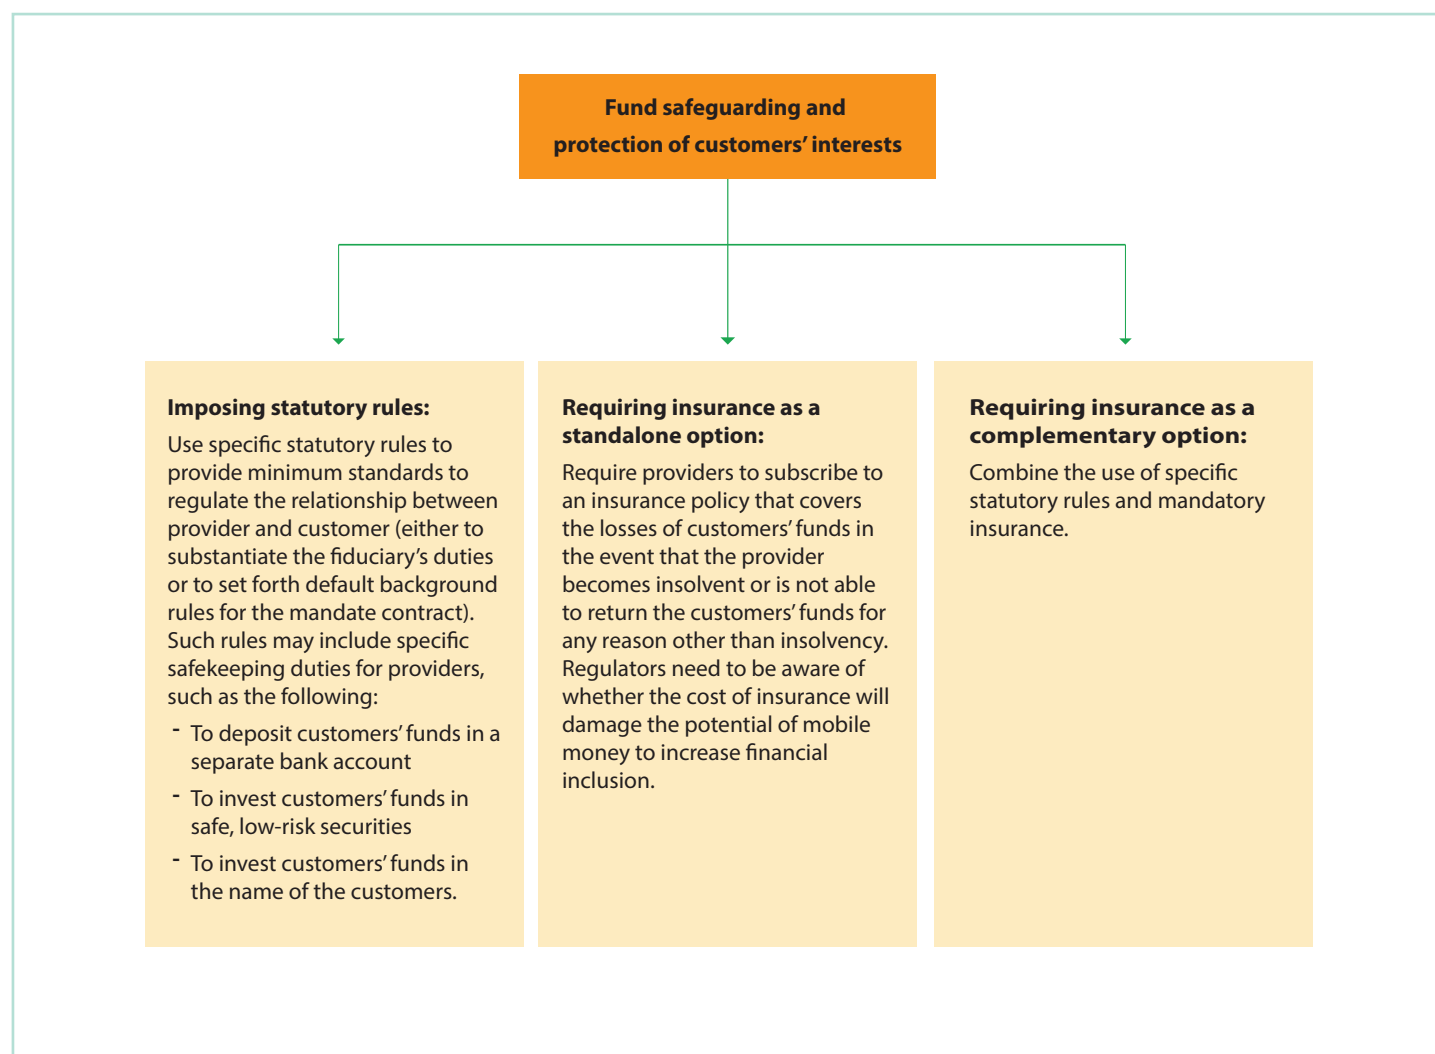 Fund safeguarding and
protection of customers’ interests
Imposing statutory rules:
Use specific statutory rules to
provide minimum standards to
regulate the relationship between
provider and customer (either to
substantiate the fiduciary’s duties
or to set forth default background
rules for the mandate contract).
Such rules may include specific
safekeeping duties for providers,
such as the following:
- To deposit customers’ funds in a
separate bank account
- To invest customers’ funds in
safe, low-risk securities
- To invest customers’ funds in
the name of the customers.
Requiring insurance as a
standalone option:
Require providers to subscribe to
an insurance policy that covers
the losses of customers’ funds in
the event that the provider
becomes insolvent or is not able
to return the customers’ funds for
any reason other than insolvency.
Regulators need to be aware of
whether the cost of insurance will
damage the potential of mobile
money to increase financial
inclusion.
Requiring insurance as a
complementary option:
Combine the use of specific
statutory rules and mandatory
insurance.